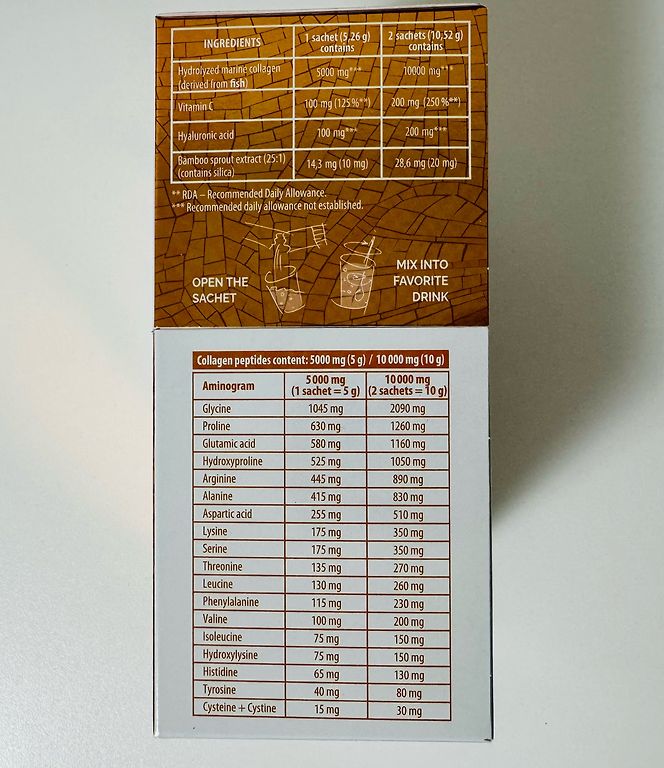 INGREDIENTS 1 sachet (5,26 g) contains 2 sachets (10,52 g) contains
Hydrolyzed marine collagen (derived from fish) 5000 mg*** 10000 mg***
Vitamin C 100 mg (125 %**) 200 mg (250 %**)
Hyaluronic acid 100 mg*** 200 mg***
Bamboo sprout extract (25:1) (contains silica) 14,3 mg (10 mg) 28,6 mg (20 mg)
** RDA – Recommended Daily Allowance.
*** Recommended daily allowance not established.
OPEN THE
SACHET
MIX INTO
FAVORITE
DRINK
Collagen peptides content: 5000 mg (5 g) / 10 000 mg (10 g)
Aminogram 5 000 mg (1 sachet = 5 g) 10 000 mg (2 sachets = 10 g)
Glycine 1045 mg 2090 mg
Proline 630 mg 1260 mg
Glutamic acid 580 mg 1160 mg
Hydroxyproline 525 mg 1050 mg
Arginine 445 mg 890 mg
Alanine 415 mg 830 mg
Aspartic acid 255 mg 510 mg
Lysine 175 mg 350 mg
Serine 175 mg 350 mg
Threonine 135 mg 270 mg
Leucine 130 mg 260 mg
Phenylalanine 115 mg 230 mg
Valine 100 mg 200 mg
Isoleucine 75 mg 150 mg
Hydroxylysine 75 mg 150 mg
Histidine 65 mg 130 mg
Tyrosine 40 mg 80 mg
Cysteine + Cystine 15 mg 30 mg